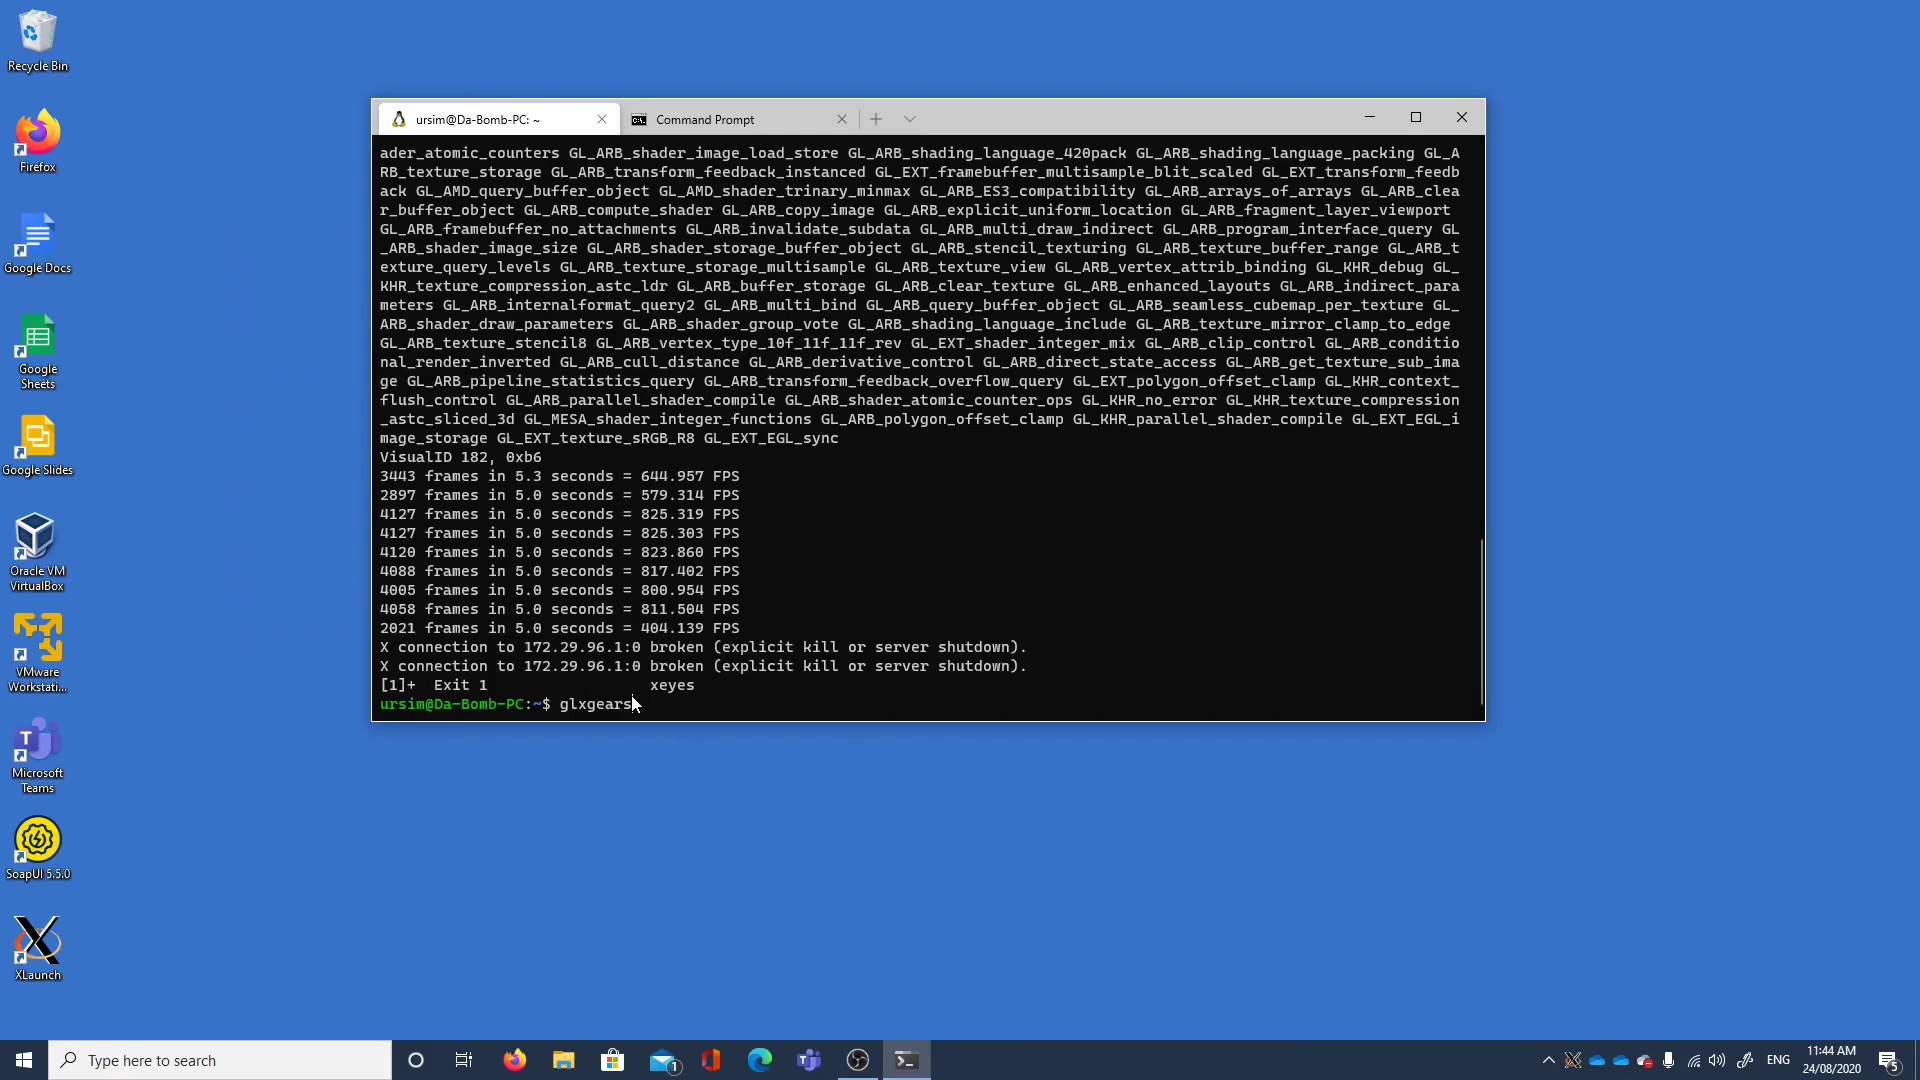 Recycle Bin
Firefox
Google Docs
Google
Sheets
Google Slides
Oracle VM
VirtualBox
VMware
Workstati...
Microsoft
Teams
SoapUI 5.5.0
XLaunch
ursim@Da-Bomb-PC: ~
Command Prompt
ader_atomic_counters GL_ARB_shader_image_load_store GL_ARB_shading_language_420pack GL_ARB_shading_language_packing GL_A
RB_texture_storage GL_ARB_transform_feedback_instanced GL_EXT_framebuffer_multisample_blit_scaled GL_EXT_transform_feedb
ack GL_AMD_query_buffer_object GL_AMD_shader_trinary_minmax GL_ARB_ES3_compatibility GL_ARB_arrays_of_arrays GL_ARB_clea
r_buffer_object GL_ARB_compute_shader GL_ARB_copy_image GL_ARB_explicit_uniform_location GL_ARB_fragment_layer_viewport
GL_ARB_framebuffer_no_attachments GL_ARB_invalidate_subdata GL_ARB_multi_draw_indirect GL_ARB_program_interface_query GL
_ARB_shader_image_size GL_ARB_shader_storage_buffer_object GL_ARB_stencil_texturing GL_ARB_texture_buffer_range GL_ARB_t
exture_query_levels GL_ARB_texture_storage_multisample GL_ARB_texture_view GL_ARB_vertex_attrib_binding GL_KHR_debug GL_
KHR_texture_compression_astc_ldr GL_ARB_buffer_storage GL_ARB_clear_texture GL_ARB_enhanced_layouts GL_ARB_indirect_para
meters GL_ARB_internalformat_query2 GL_ARB_multi_bind GL_ARB_query_buffer_object GL_ARB_seamless_cubemap_per_texture GL_
ARB_shader_draw_parameters GL_ARB_shader_group_vote GL_ARB_shading_language_include GL_ARB_texture_mirror_clamp_to_edge
GL_ARB_texture_stencil8 GL_ARB_vertex_type_10f_11f_11f_rev GL_EXT_shader_integer_mix GL_ARB_clip_control GL_ARB_conditio
nal_render_inverted GL_ARB_cull_distance GL_ARB_derivative_control GL_ARB_direct_state_access GL_ARB_get_texture_sub_ima
ge GL_ARB_pipeline_statistics_query GL_ARB_transform_feedback_overflow_query GL_EXT_polygon_offset_clamp GL_KHR_context_
flush_control GL_ARB_parallel_shader_compile GL_ARB_shader_atomic_counter_ops GL_KHR_no_error GL_KHR_texture_compression
_astc_sliced_3d GL_MESA_shader_integer_functions GL_ARB_polygon_offset_clamp GL_KHR_parallel_shader_compile GL_EXT_EGL_i
mage_storage GL_EXT_texture_sRGB_R8 GL_EXT_EGL_sync
VisualID 182, 0xb6
3443 frames in 5.3 seconds = 644.957 FPS
2897 frames in 5.0 seconds = 579.314 FPS
4127 frames in 5.0 seconds = 825.319 FPS
4127 frames in 5.0 seconds = 825.303 FPS
4120 frames in 5.0 seconds = 823.860 FPS
4088 frames in 5.0 seconds = 817.402 FPS
4005 frames in 5.0 seconds = 800.954 FPS
4058 frames in 5.0 seconds = 811.504 FPS
2021 frames in 5.0 seconds = 404.139 FPS
X connection to 172.29.96.1:0 broken (explicit kill or server shutdown).
X connection to 172.29.96.1:0 broken (explicit kill or server shutdown).
[1]+  Exit 1                  xeyes
ursim@Da-Bomb-PC:~$ glxgears
Type here to search
1
ENG
11:44 AM
24/08/2020
5